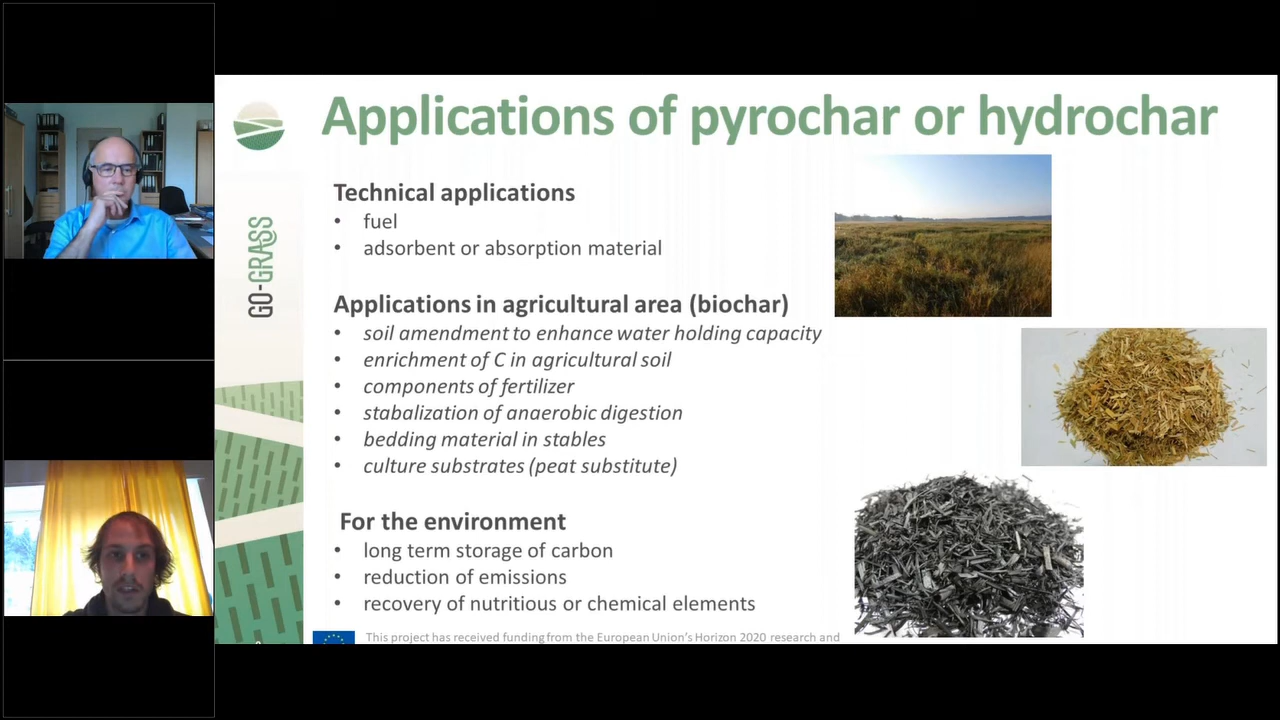 Applications of pyrochar or hydrochar
GO-GRASS
Technical applications
• fuel
• adsorbent or absorption material
Applications in agricultural area (biochar)
• soil amendment to enhance water holding capacity
• enrichment of C in agricultural soil
• components of fertilizer
• stabalization of anaerobic digestion
• bedding material in stables
• culture substrates (peat substitute)
For the environment
• long term storage of carbon
• reduction of emissions
• recovery of nutritious or chemical elements
This project has received funding from the European Union's Horizon 2020 research and